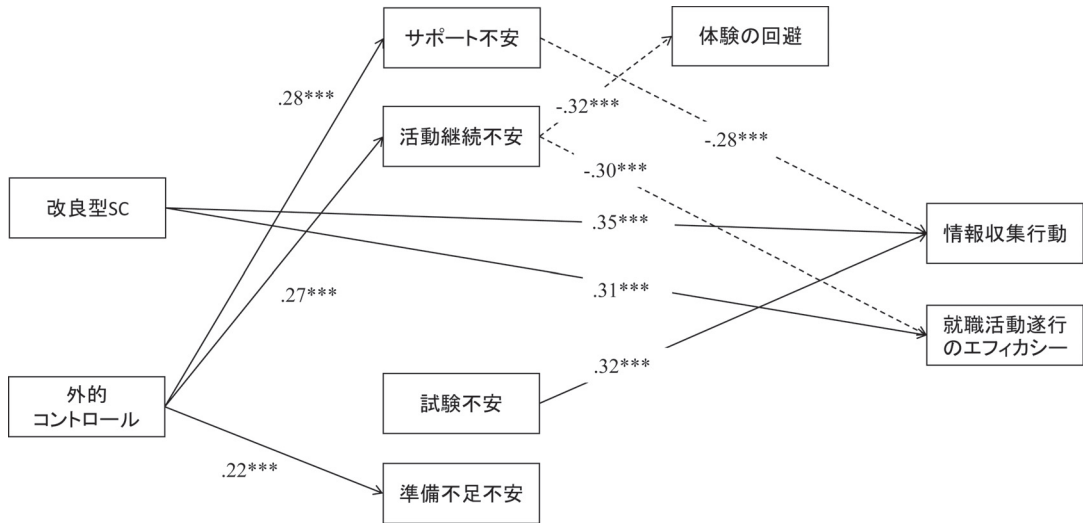 サポート不安
体験の回避
.28***
-.32***
活動継続不安
-.28***
-.30***
改良型SC
.35***
情報収集行動
.27***
.31***
就職活動遂行
のエフィカシー
.32***
外的
コントロール
試験不安
.22***
準備不足不安